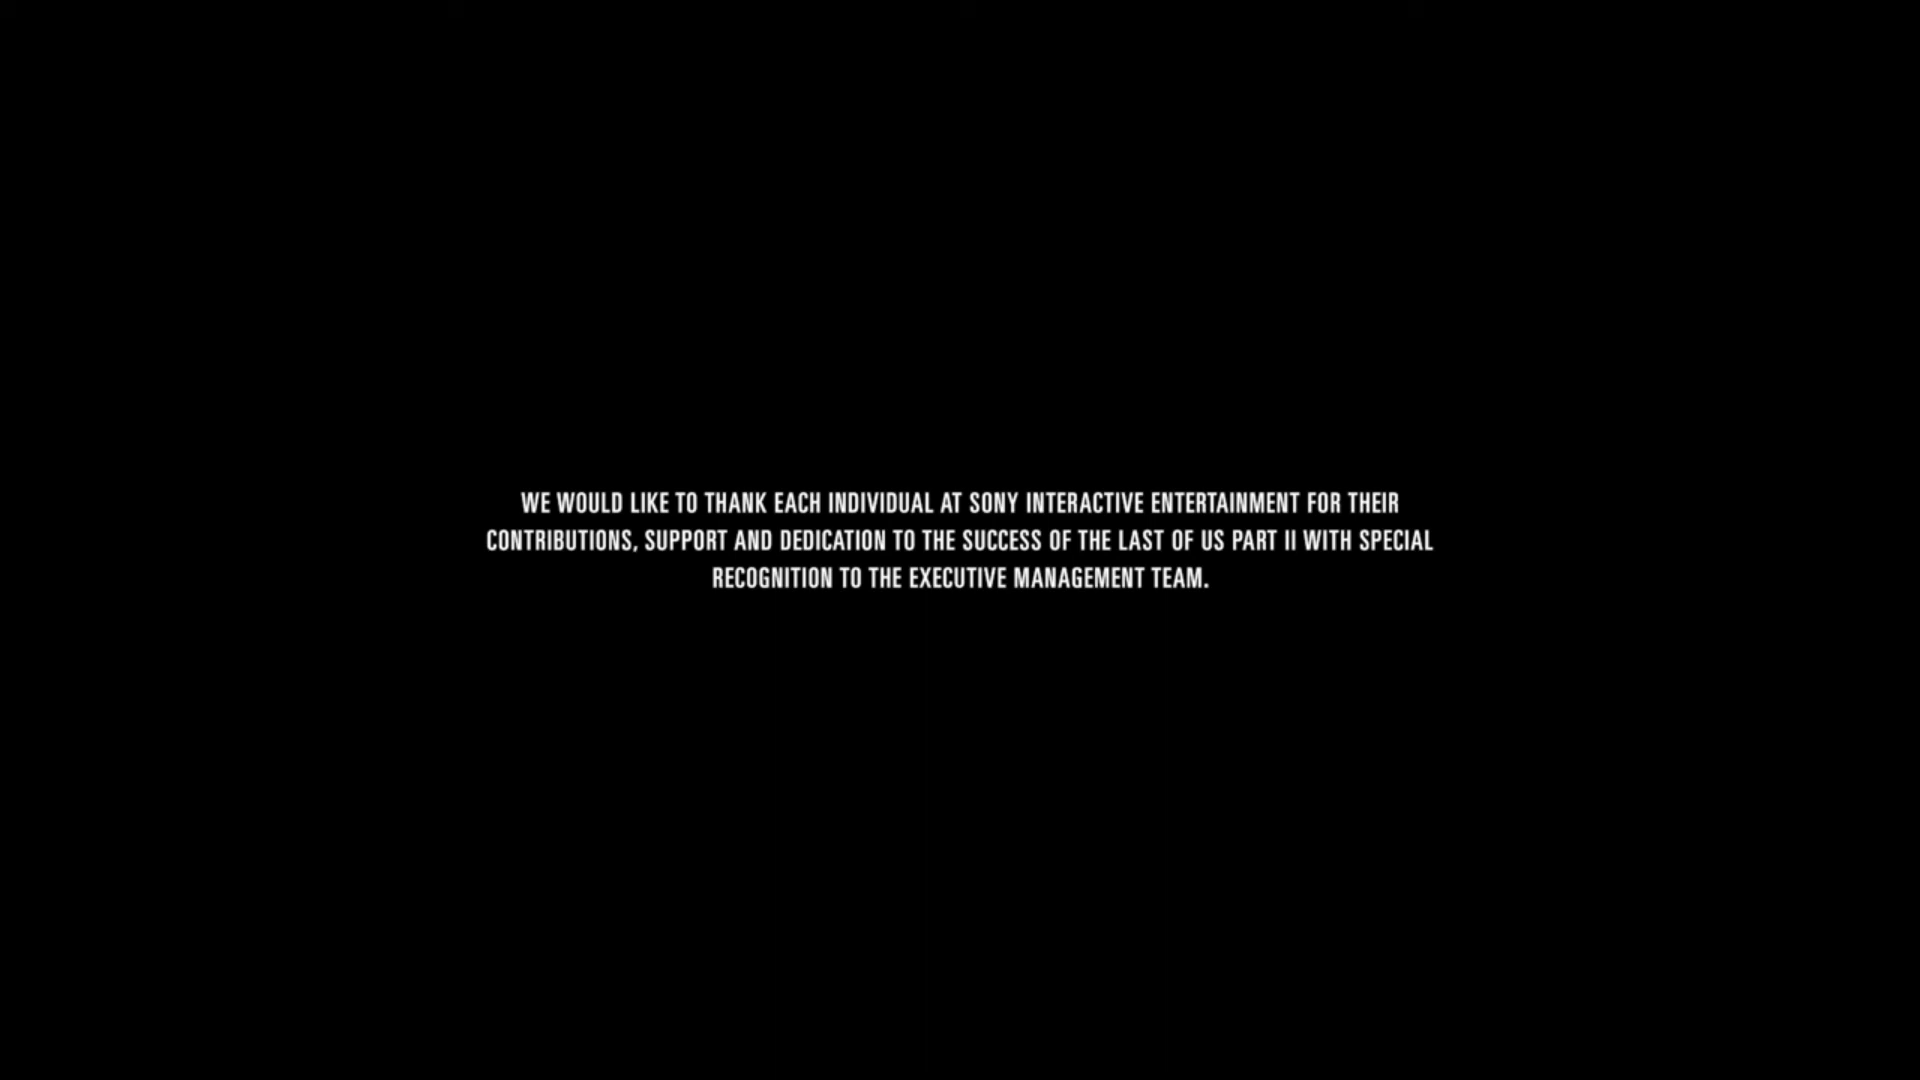 WE WOULD LIKE TO THANK EACH INDIVIDUAL AT SONY INTERACTIVE ENTERTAINMENT FOR THEIR
CONTRIBUTIONS, SUPPORT AND DEDICATION TO THE SUCCESS OF THE LAST OF US PART II WITH SPECIAL
RECOGNITION TO THE EXECUTIVE MANAGEMENT TEAM.